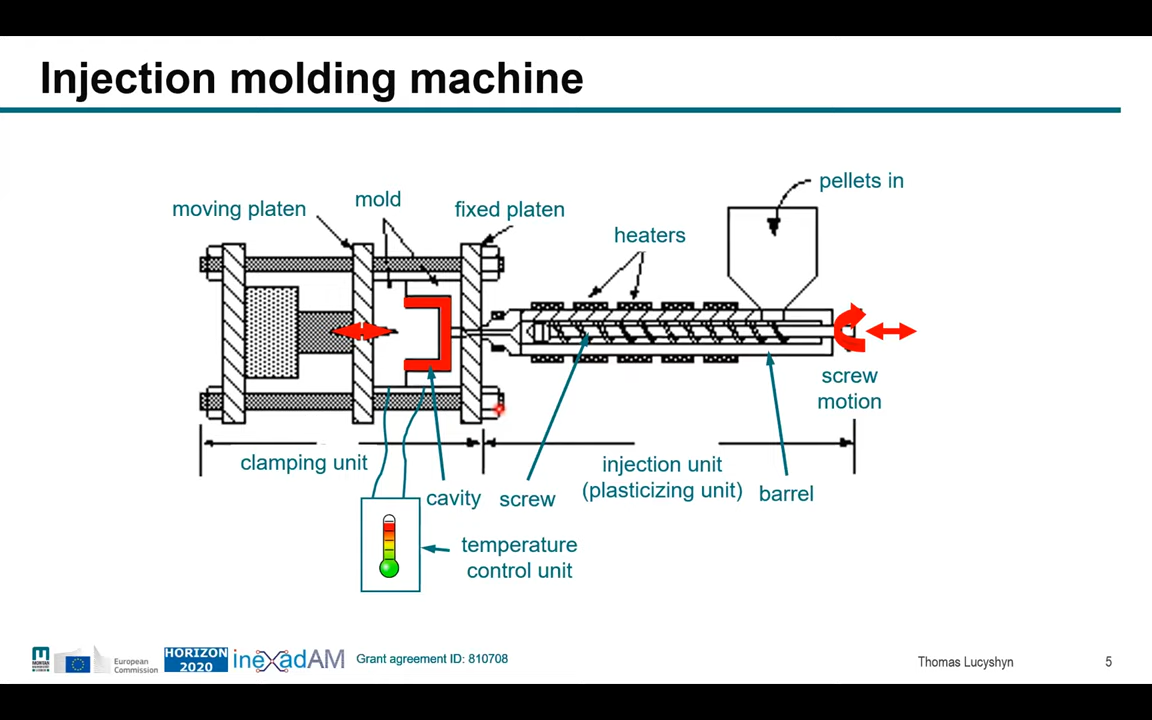 Injection molding machine
pellets in
mold
moving platen
fixed platen
heaters
screw
motion
clamping unit
injection unit
(plasticizing unit)
cavity
screw
barrel
temperature
control unit
European
Commission
HORIZON
2020
inexadAM
Grant agreement ID: 810708
Thomas Lucyshyn
5